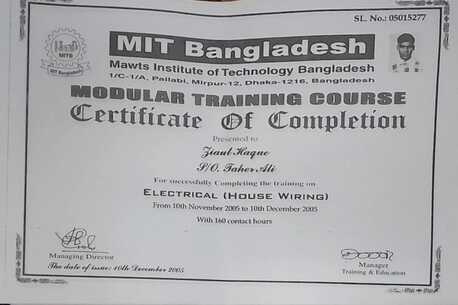 SL. No.: 05015277
MIT Bangladesh
Mawts Institute of Technology Bangladesh
1/C-1/A, Pallabi, Mirpur-12, Dhaka-1216, Bangladesh
MITB
MIT Bangladesh
MODULAR TRAINING COURSE
Certificate Of Completion
Presented to
Ziaul Haque
S/O. Taher Ali
For successfully Completing the training on
ELECTRICAL (HOUSE WIRING)
From 10th November 2005 to 10th December 2005
With 160 contact hours
Managing Director
The date of issue: 10th December 2005
Manager
Training & Education